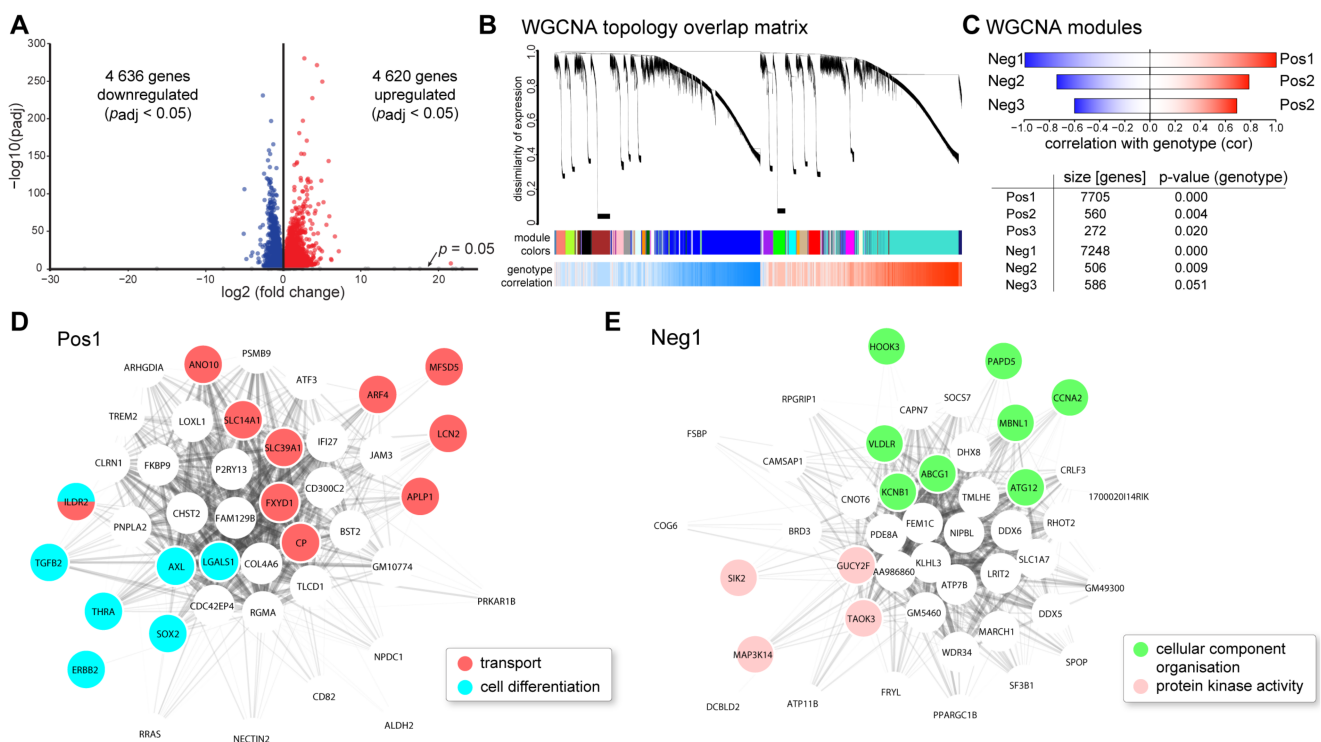 A
300
250
200
150
100
50
0
−log10(padj)
4 636 genes
downregulated
(padj < 0.05)
4 620 genes
upregulated
(padj < 0.05)
p = 0.05
−30
−20
−10
0
10
20
30
log2 (fold change)
B WGCNA topology overlap matrix
dissimilarity of expression
1.0
0.8
0.6
0.4
0.2
0
module
colors
genotype
correlation
C WGCNA modules
Neg1 Pos1
Neg2 Pos2
Neg3 Pos2
-1.0 −0.8 −0.6 −0.4 −0.2 0.0 0.2 0.4 0.6 0.8 1.0
correlation with genotype (cor)
size [genes] p-value (genotype)
Pos1 7705 0.000
Pos2 560 0.004
Pos3 272 0.020
Neg1 7248 0.000
Neg2 506 0.009
Neg3 586 0.051
D Pos1
PSMB9
ARHGDIA
ANO10
MFSD5
ATF3
ARF4
TREM2
LOXL1
SLC14A1
IFI27
LCN2
SLC39A1
JAM3
CLRN1
FKBP9
P2RY13
CD300C2
ILDR2
APLP1
FXYD1
PNPLA2
CHST2
FAM129B
BST2
CP
TGFB2
AXL
LGALS1
COL4A6
GM10774
TLCD1
PRKAR1B
THRA
CDC42EP4
RGMA
SOX2
NPDC1
ERBB2
CD82
ALDH2
RRAS
NECTIN2
transport
cell differentiation
E Neg1
HOOK3
PAPD5
CCNA2
RPGRIP1
SOCS7
CAPN7
MBNL1
FSBP
VLDLR
DHX8
CAMSAP1
ABCG1
CRLF3
KCNB1
ATG12
TMLHE
1700020I14RIK
CNOT6
COG6
BRD3
PDE8A
FEM1C
NIPBL
DDX6
RHOT2
SLC1A7
GUCY2F
AA986860
KLHL3
LRIT2
SIK2
ATP7B
GM49300
TAOK3
GM5460
DDX5
MARCH1
MAP3K14
WDR34
SPOP
SF3B1
DCBLD2
ATP11B
FRYL
PPARGC1B
cellular component
organisation
protein kinase activity